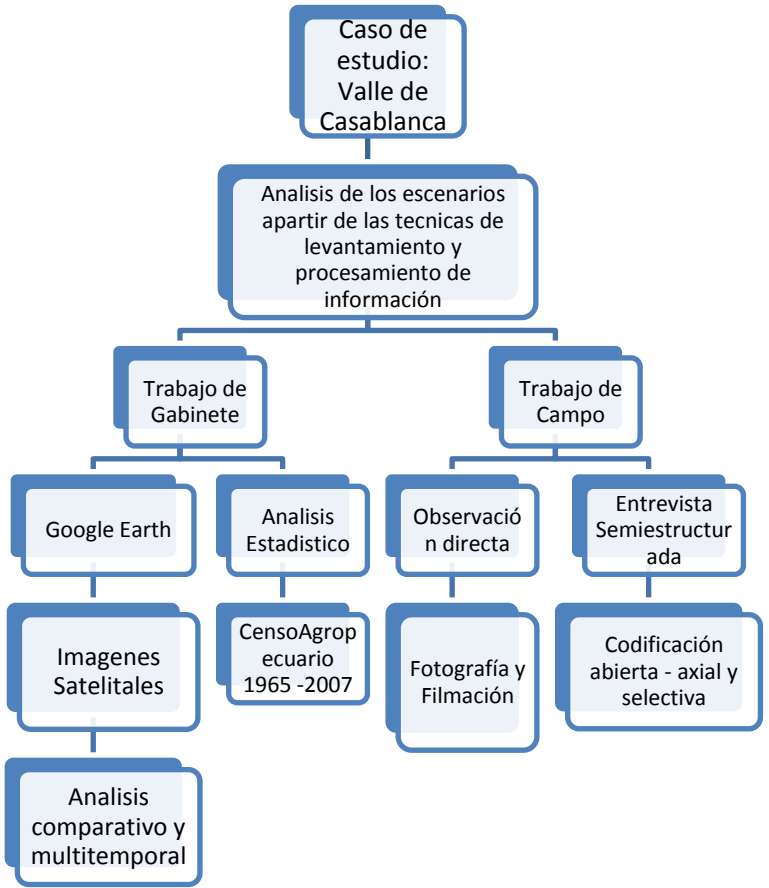 Caso de
estudio:
Valle de
Casablanca
Analisis de los escenarios
apartir de las tecnicas de
levantamiento y
procesamiento de
información
Trabajo de
Gabinete
Trabajo de
Campo
Google Earth
Analisis
Estadistico
Observació
n directa
Entrevista
Semiestructur
ada
Imagenes
Satelitales
CensoAgrop
ecuario
1965 -2007
Fotografía y
Filmación
Codificación
abierta - axial y
selectiva
Analisis
comparativo y
multitemporal